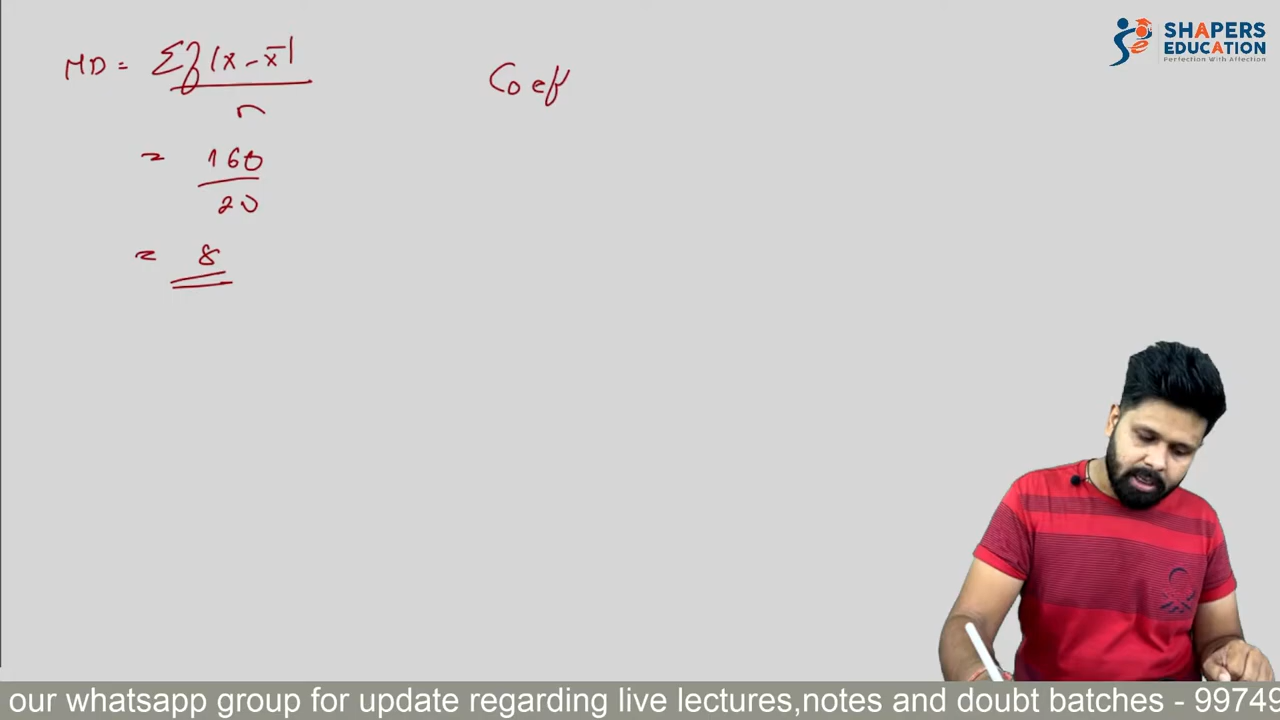 MD = Σf|x - x̄|
n
= 160
20
= 8
Coef
SHAPERS
EDUCATION
Perfection With Affection
our whatsapp group for update regarding live lectures,notes and doubt batches - 99749